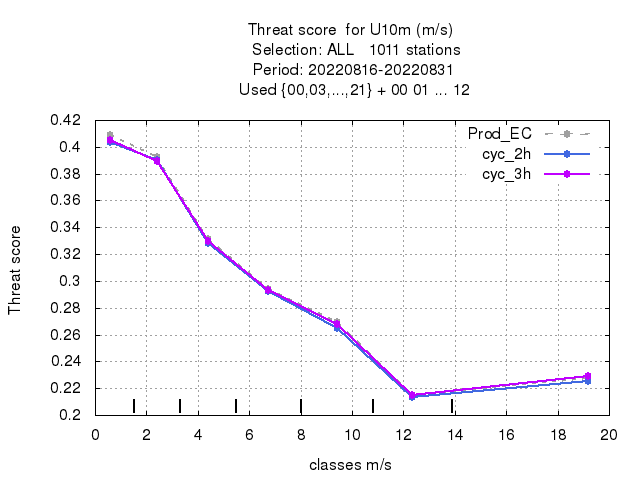 Threat score  for U10m (m/s)
Selection: ALL   1011 stations
Period: 20220816-20220831
Used {00,03,...,21} + 00 01 ... 12
Prod_EC
cyc_2h
cyc_3h
0.42
0.4
0.38
0.36
0.34
0.32
0.3
0.28
0.26
0.24
0.22
0.2
Threat score
0 2 4 6 8 10 12 14 16 18 20
classes m/s